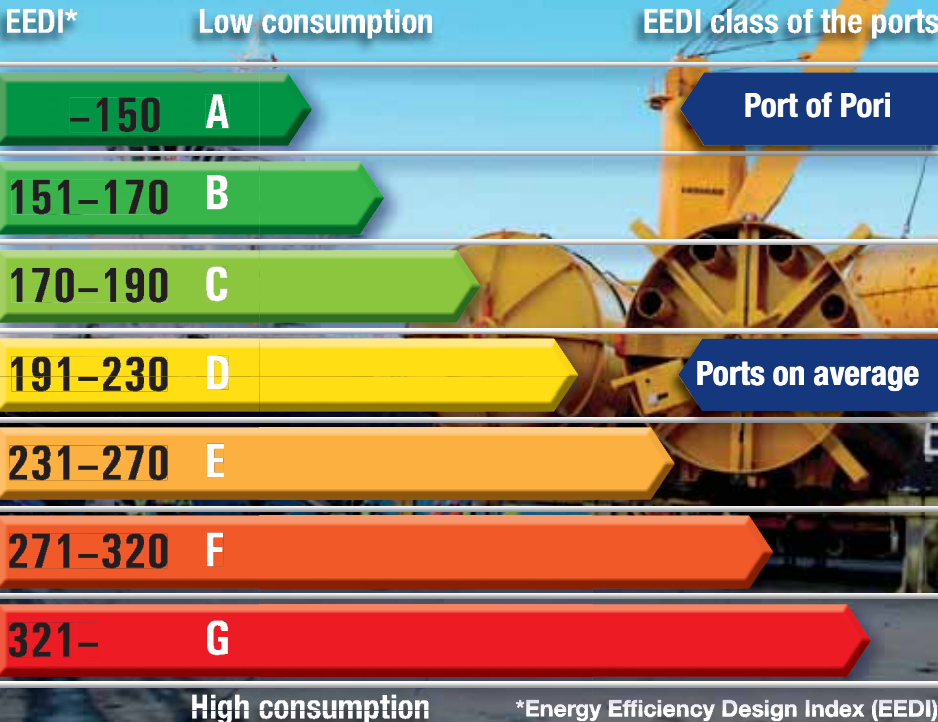 EEDI* Low consumption EEDI class of the ports
–150 A Port of Pori
151–170 B
170–190 C
191–230 D Ports on average
231–270 E
271–320 F
321– G
High consumption *Energy Efficiency Design Index (EEDI)